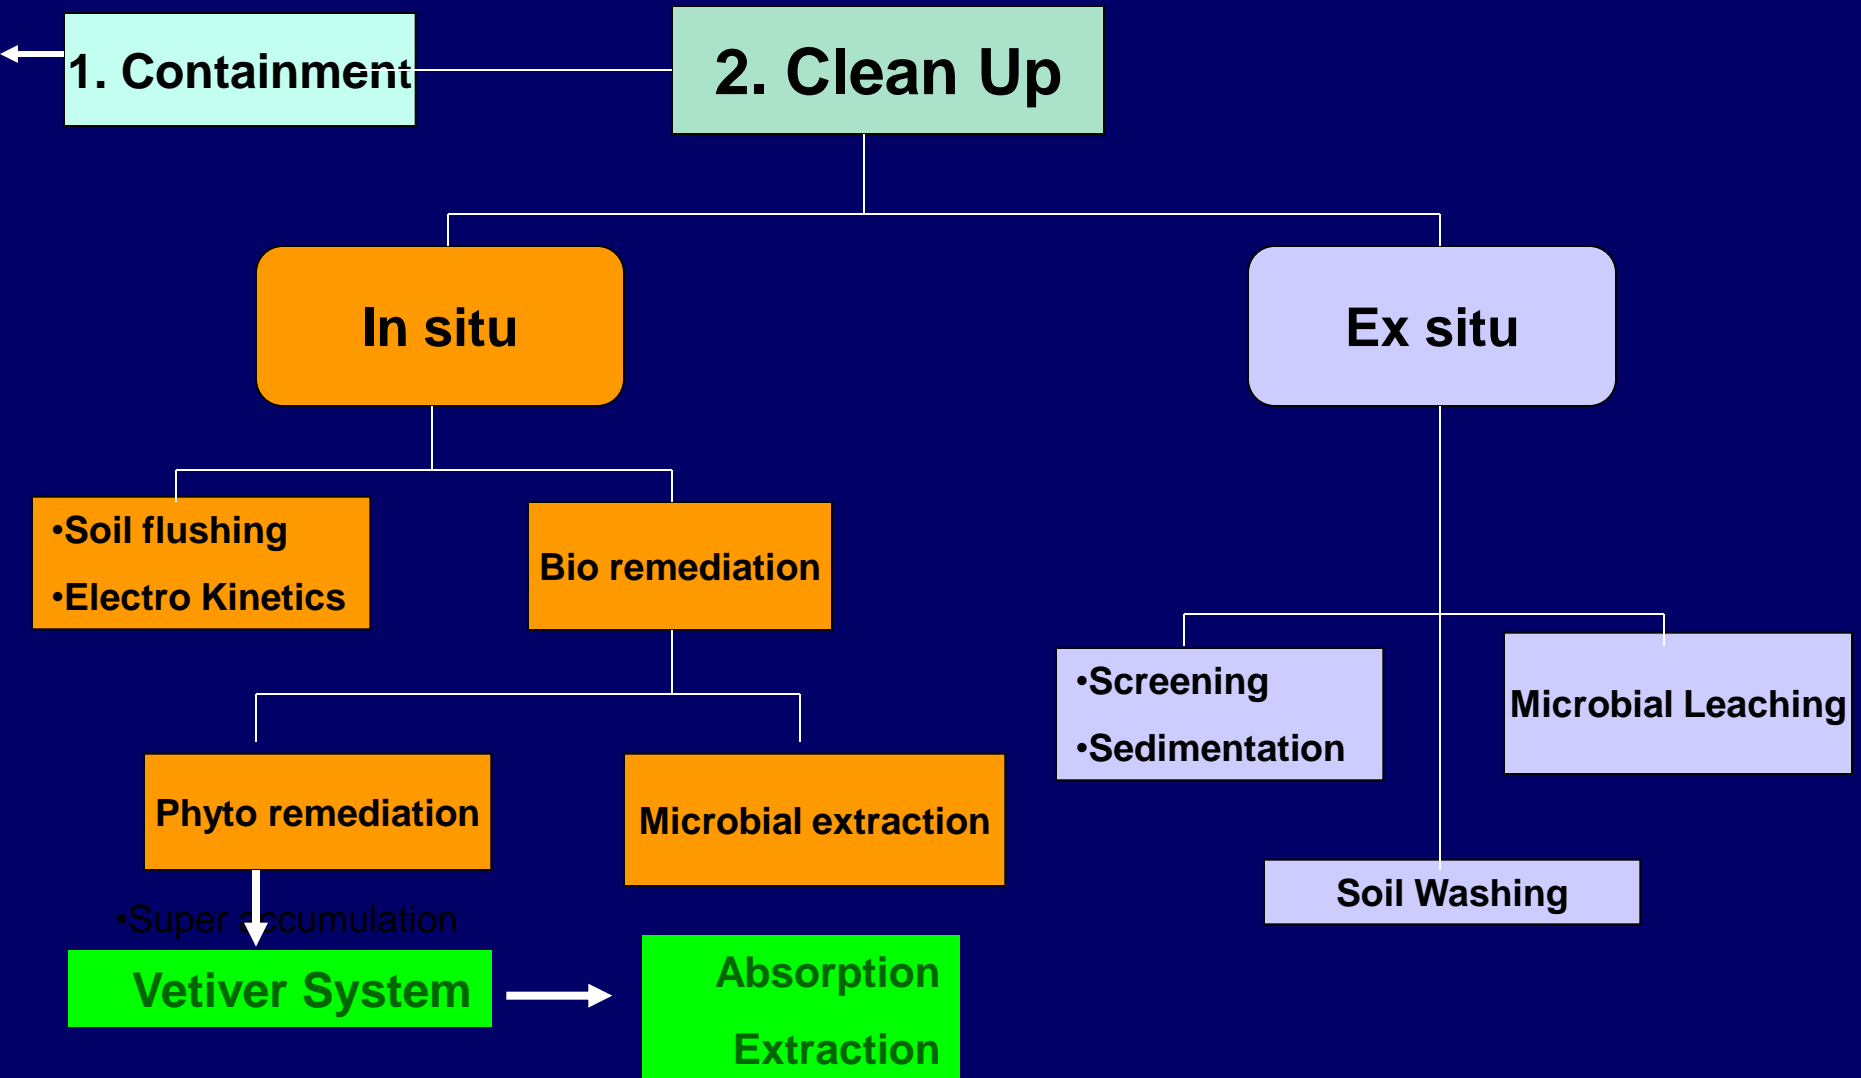 1. Containment
2. Clean Up
In situ
Ex situ
•Soil flushing
•Electro Kinetics
Bio remediation
•Screening
•Sedimentation
Microbial Leaching
Phyto remediation
Microbial extraction
Soil Washing
•Super accumulation
Vetiver System
Absorption
Extraction